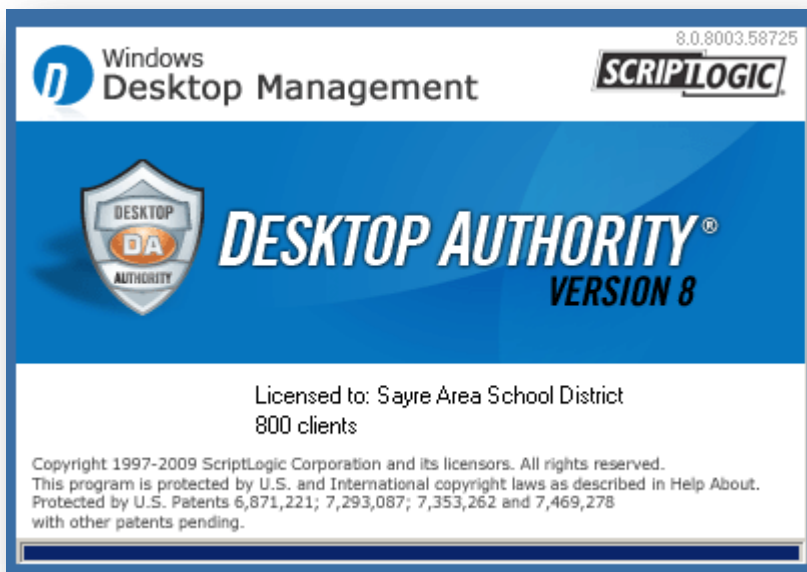 8.0.8003.58725
Windows
Desktop Management
SCRIPTLOGIC
DESKTOP
DA
AUTHORITY
DESKTOP AUTHORITY®
VERSION 8
Licensed to: Sayre Area School District
800 clients
Copyright 1997-2009 ScriptLogic Corporation and its licensors. All rights reserved.
This program is protected by U.S. and International copyright laws as described in Help About.
Protected by U.S. Patents 6,871,221; 7,293,087; 7,353,262 and 7,469,278
with other patents pending.